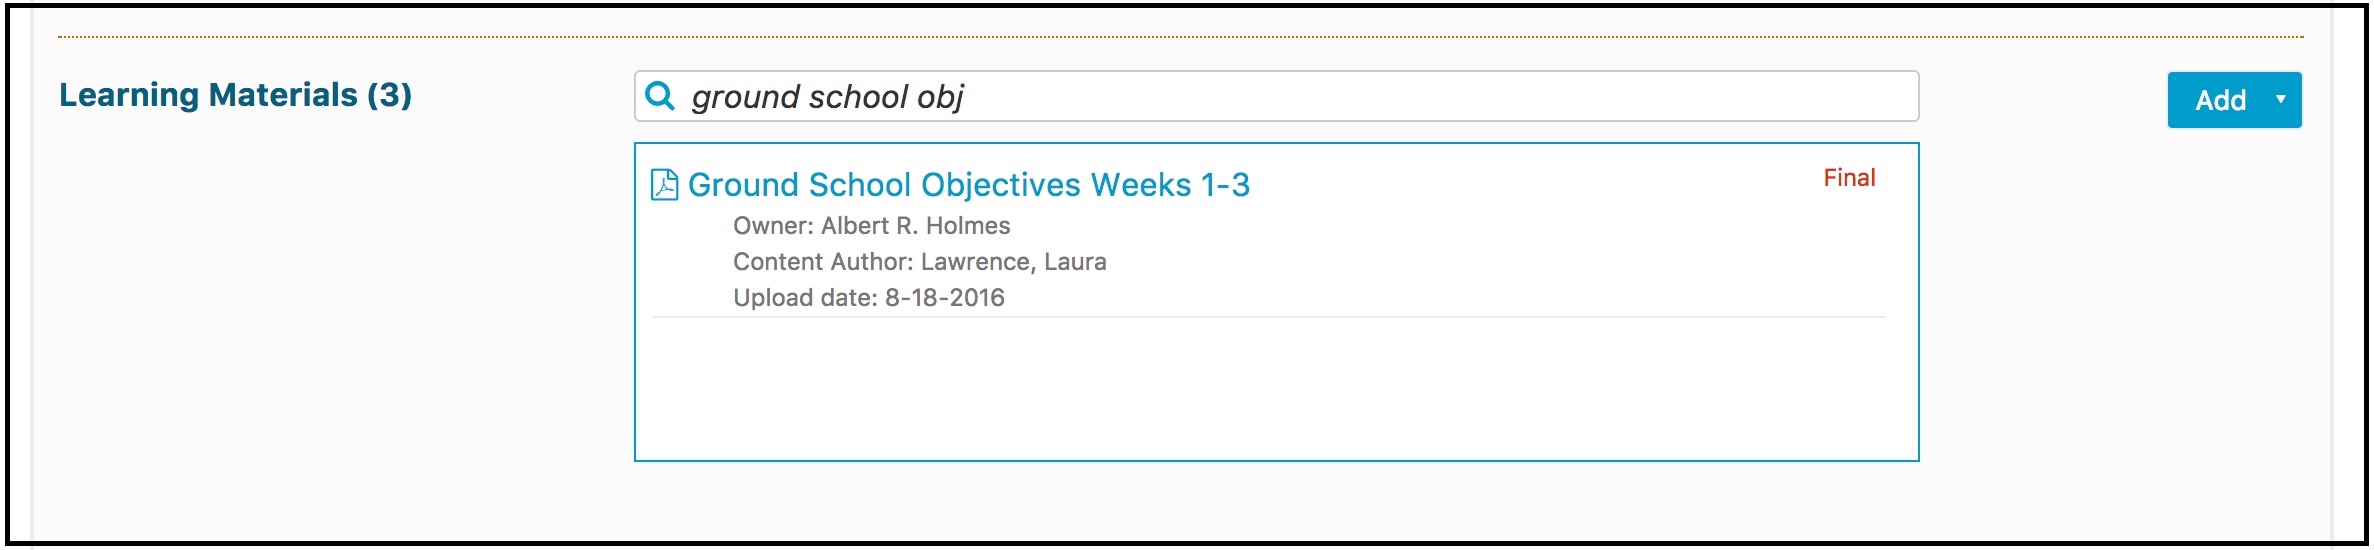 Learning Materials (3)
ground school obj
Add
Ground School Objectives Weeks 1-3
Final
Owner: Albert R. Holmes
Content Author: Lawrence, Laura
Upload date: 8-18-2016